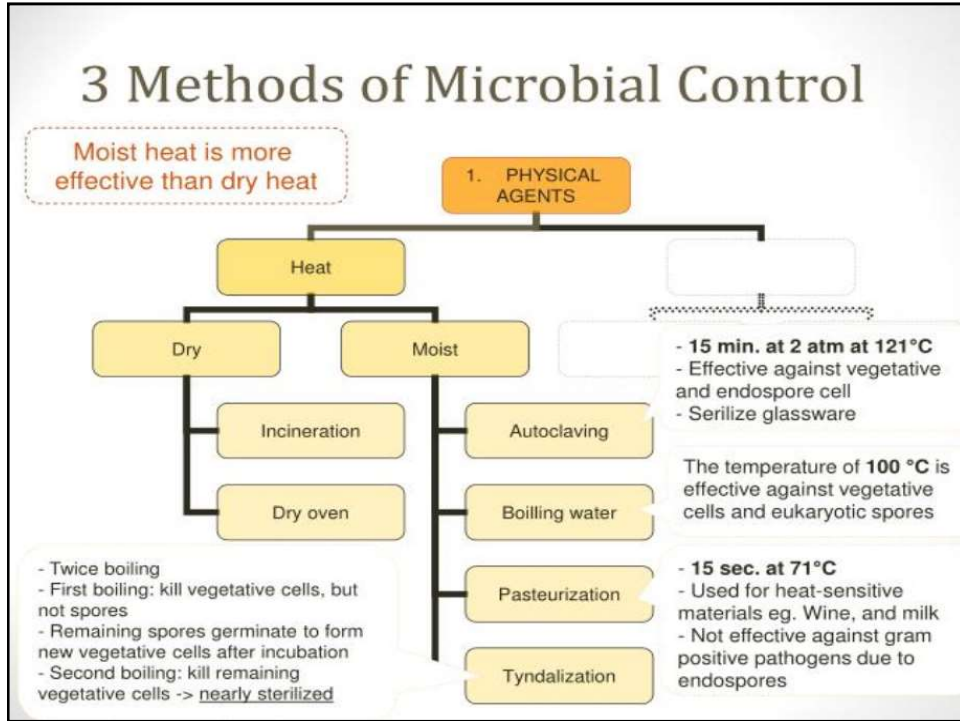 3 Methods of Microbial Control
Moist heat is more
effective than dry heat
1. PHYSICAL
AGENTS
Heat
Dry
Moist
Incineration
Dry oven
Autoclaving
- 15 min. at 2 atm at 121°C
- Effective against vegetative
and endospore cell
- Serilize glassware
Boilling water
The temperature of 100 °C is
effective against vegetative
cells and eukaryotic spores
Pasteurization
- 15 sec. at 71°C
- Used for heat-sensitive
materials eg. Wine, and milk
- Not effective against gram
positive pathogens due to
endospores
Tyndalization
- Twice boiling
- First boiling: kill vegetative cells, but
not spores
- Remaining spores germinate to form
new vegetative cells after incubation
- Second boiling: kill remaining
vegetative cells -> nearly sterilized